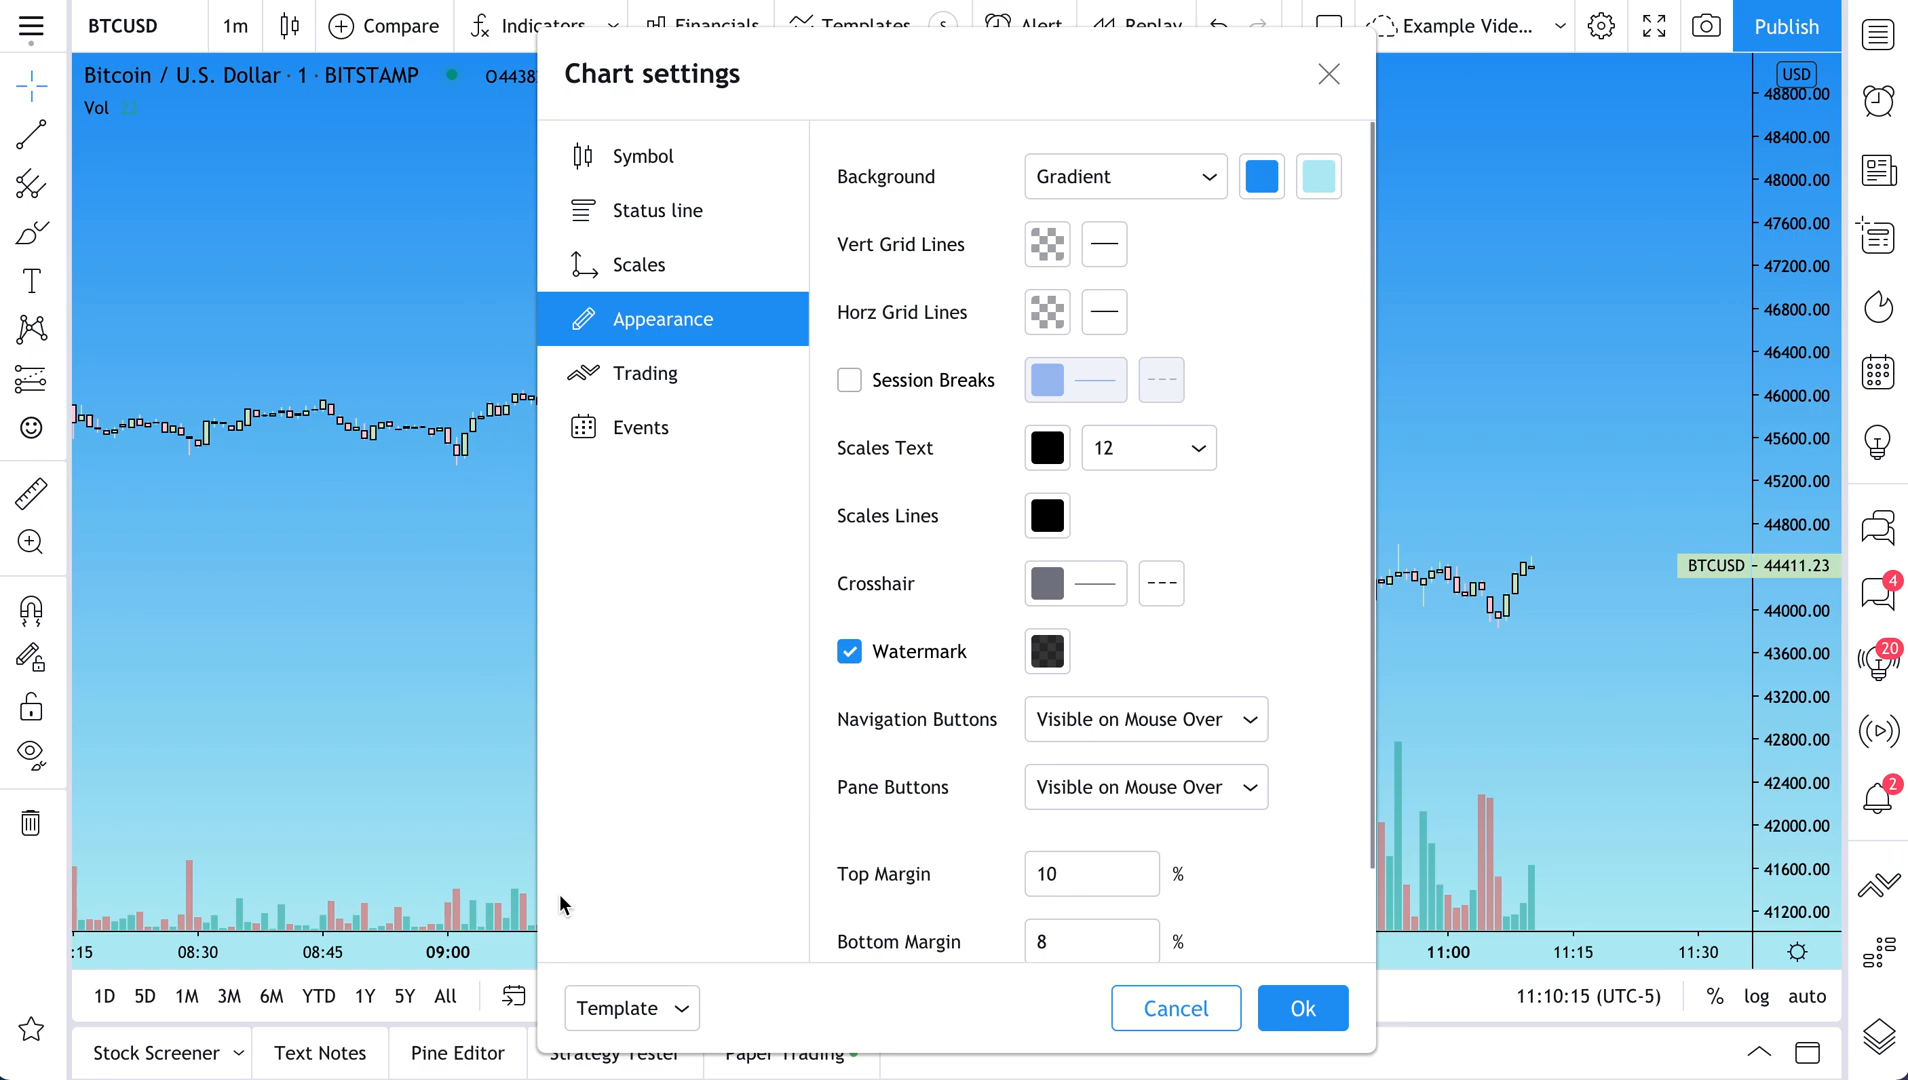 BTCUSD 1m Compare Indicators Financials Templates S Alert Replay Example Vide... Publish
Chart settings
Bitcoin / U.S. Dollar · 1 · BITSTAMP O4438
Vol 22
USD
48800.00
48400.00
48000.00
47600.00
47200.00
46800.00
46400.00
46000.00
45600.00
45200.00
44800.00
BTCUSD 44411.23
44000.00
43600.00
43200.00
42800.00
42400.00
42000.00
41600.00
41200.00
Symbol
Status line
Scales
Appearance
Trading
Events
Background Gradient
Vert Grid Lines
Horz Grid Lines
Session Breaks
Scales Text 12
Scales Lines
Crosshair
Watermark
Navigation Buttons Visible on Mouse Over
Pane Buttons Visible on Mouse Over
Top Margin 10 %
Bottom Margin 8 %
Template Cancel Ok
4
20
2
:15 08:30 08:45 09:00 11:00 11:15 11:30
1D 5D 1M 3M 6M YTD 1Y 5Y All 11:10:15 (UTC-5) % log auto
Stock Screener Text Notes Pine Editor Strategy Tester Paper Trading